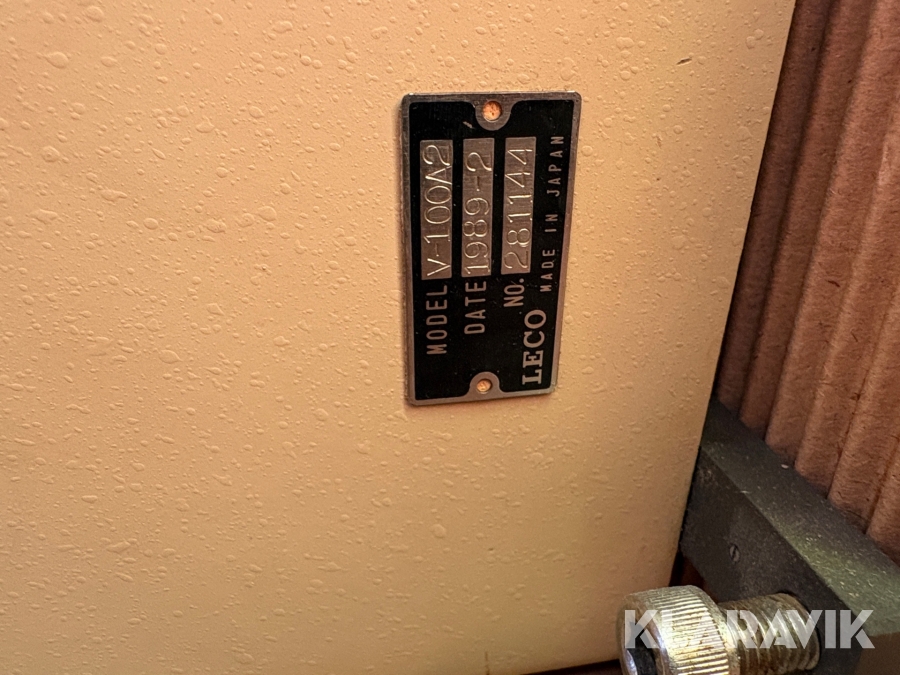 MODEL V-100A2
DATE 1989-2
NO. 281144
LECO MADE IN JAPAN
KLARAVIK